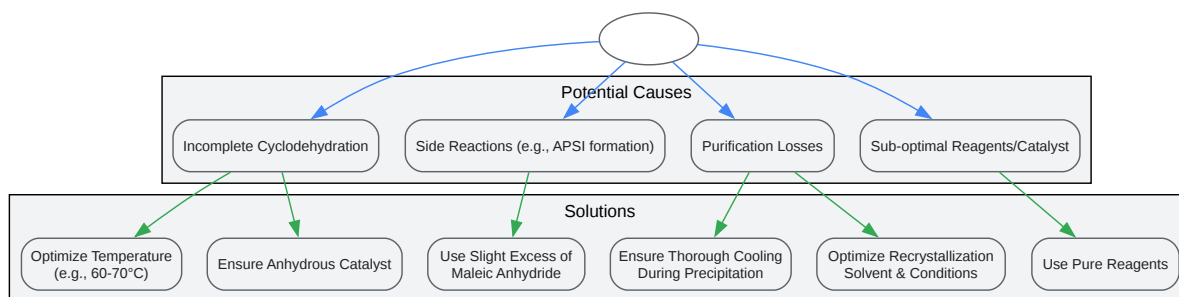 Potential Causes
Incomplete Cyclodehydration
Side Reactions (e.g., APSI formation)
Purification Losses
Sub-optimal Reagents/Catalyst
Solutions
Optimize Temperature
(e.g., 60-70°C)
Ensure Anhydrous Catalyst
Use Slight Excess of
Maleic Anhydride
Ensure Thorough Cooling
During Precipitation
Optimize Recrystallization
Solvent & Conditions
Use Pure Reagents